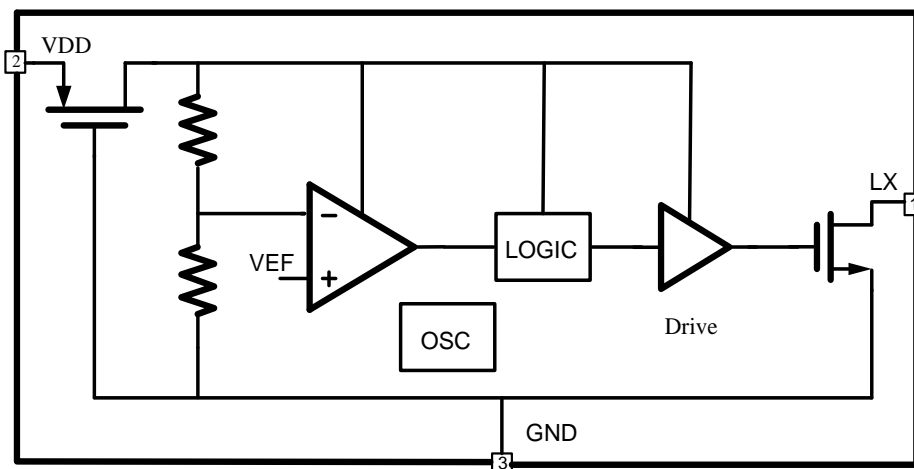 VDD
2
LX
1
LOGIC
VEF
OSC
Drive
GND
3